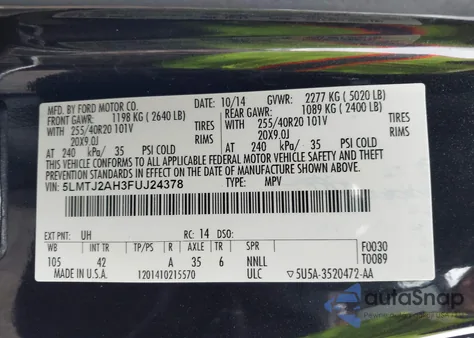 MFD. BY FORD MOTOR CO.
10/14
GVWR: 2277 KG ( 5020 LB)
FRONT GAWR: 1198 KG ( 2640 LB)
REAR GAWR: 1089 KG ( 2400 LB)
255/40R20 101V TIRES
255/40R20 101V TIRES
20X9.0J RIMS
20X9.0J RIMS
AT 240 kPa/ 35 PSI COLD
AT 240 kPa/ 35 PSI COLD
THIS VEHICLE CONFORMS TO ALL APPLICABLE FEDERAL MOTOR
VEHICLE SAFETY AND THEFT PREVENTION STANDARDS IN EFFECT
ON THE DATE OF MANUFACTURE SHOWN ABOVE.
VIN: 5LMTJ2AH3FUJ24378
TYPE: MPV
EXT PNT: UH
RC: 14 DSO:
WB INT TR TP/PS R AXLE TR SPR
F0030
105 42 A 35 6 NNLL
T0089
MADE IN U.S.A. 1201410215570
ULC
5U5A-3520472-AA
autoSnap